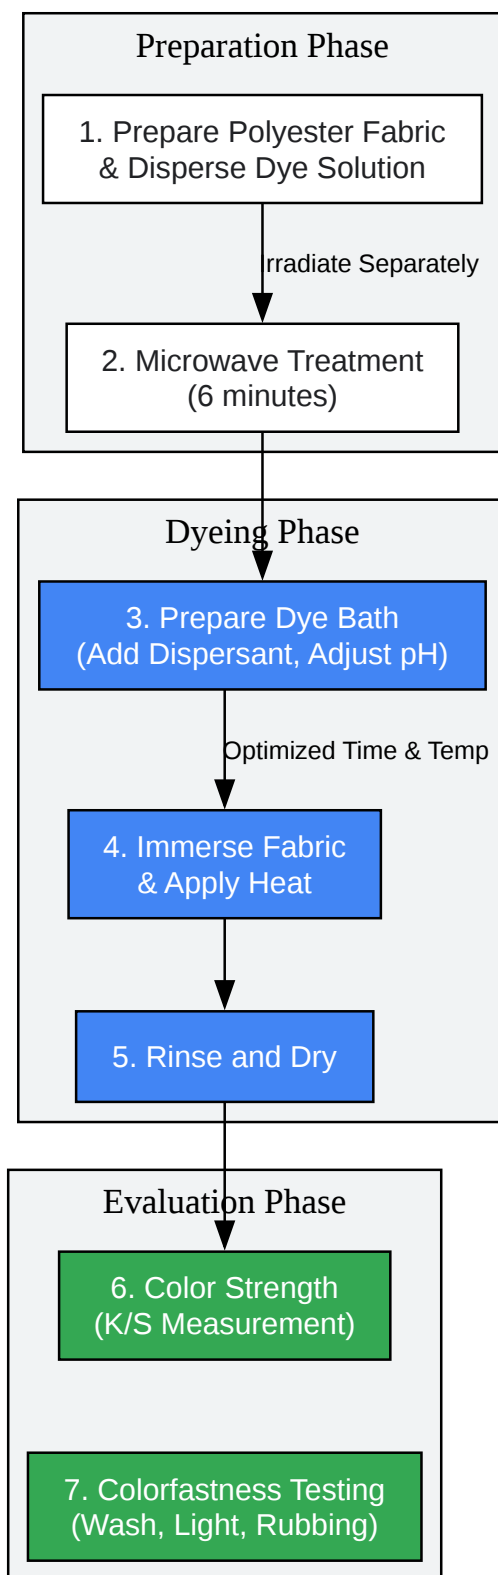 Preparation Phase
1. Prepare Polyester Fabric
& Disperse Dye Solution
Irradiate Separately
2. Microwave Treatment
(6 minutes)
Dyeing Phase
3. Prepare Dye Bath
(Add Dispersant, Adjust pH)
Optimized Time & Temp
4. Immerse Fabric
& Apply Heat
5. Rinse and Dry
Evaluation Phase
6. Color Strength
(K/S Measurement)
7. Colorfastness Testing
(Wash, Light, Rubbing)